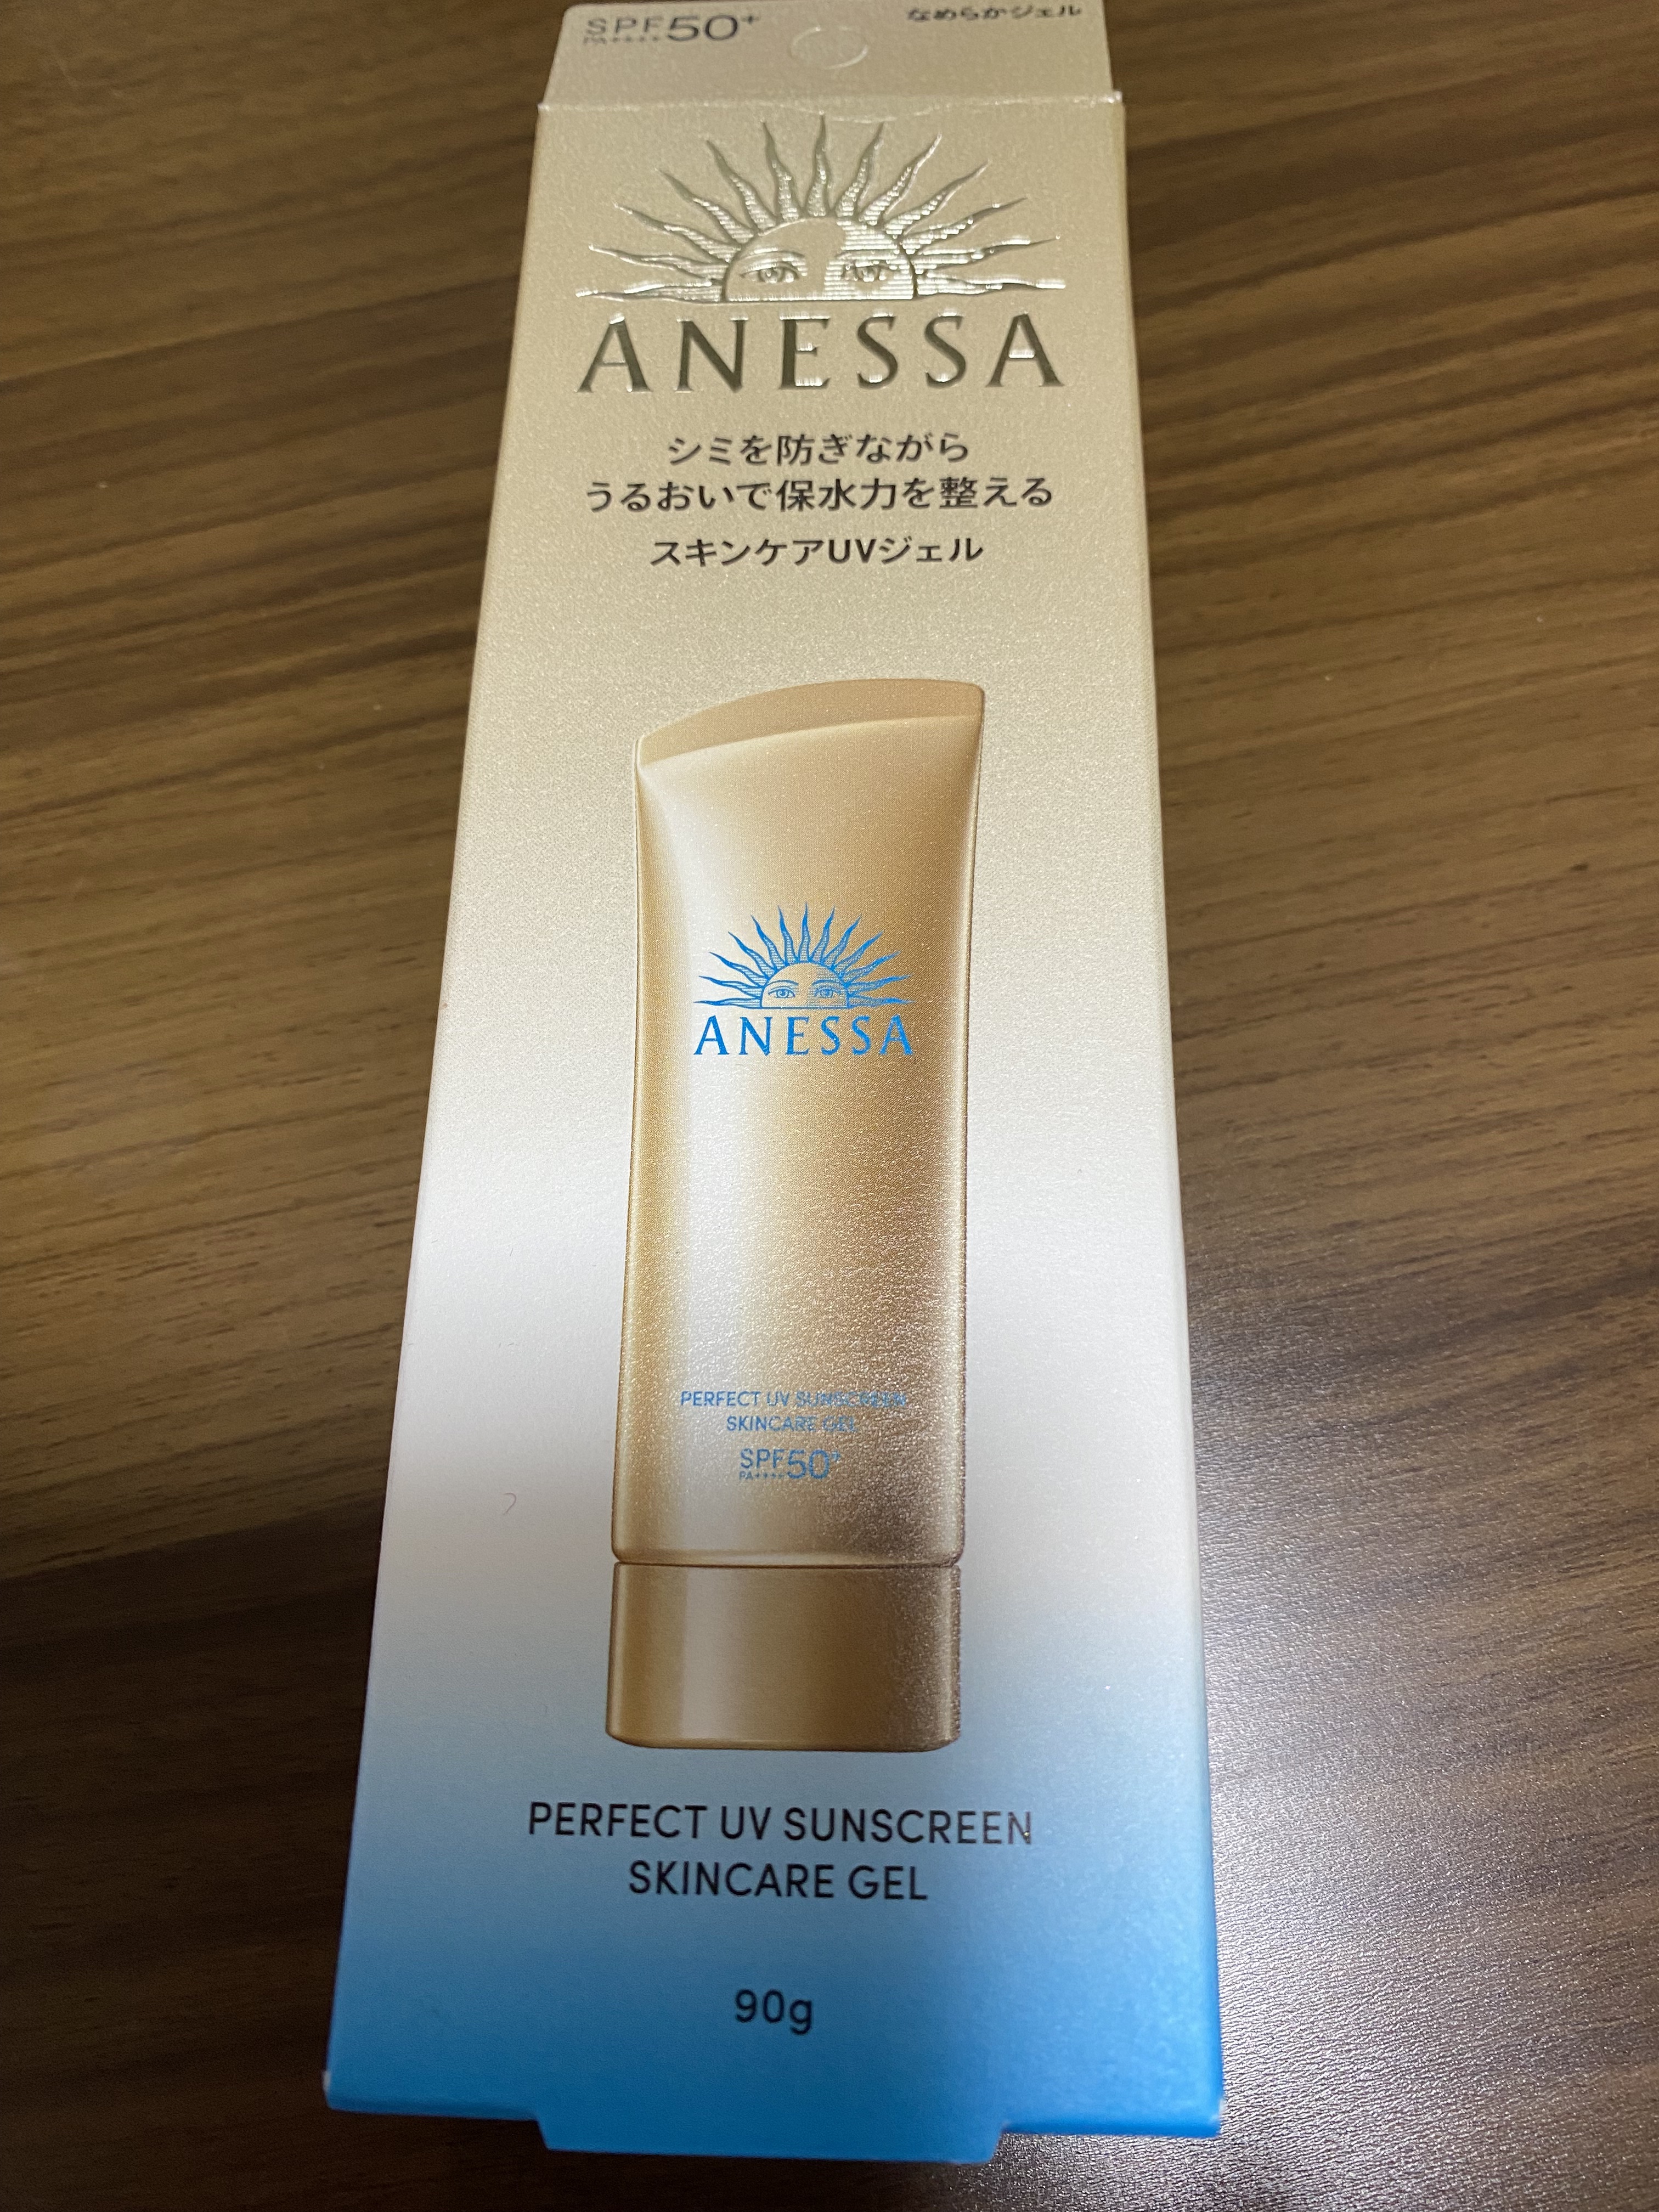 SPF50+
PA++++
なめらかジェル
ANESSA
シミを防ぎながら
うるおいで保水力を整える
スキンケアUVジェル
ANESSA
PERFECT UV SUNSCREEN
SKINCARE GEL
SPF50+
PA++++
PERFECT UV SUNSCREEN
SKINCARE GEL
90g